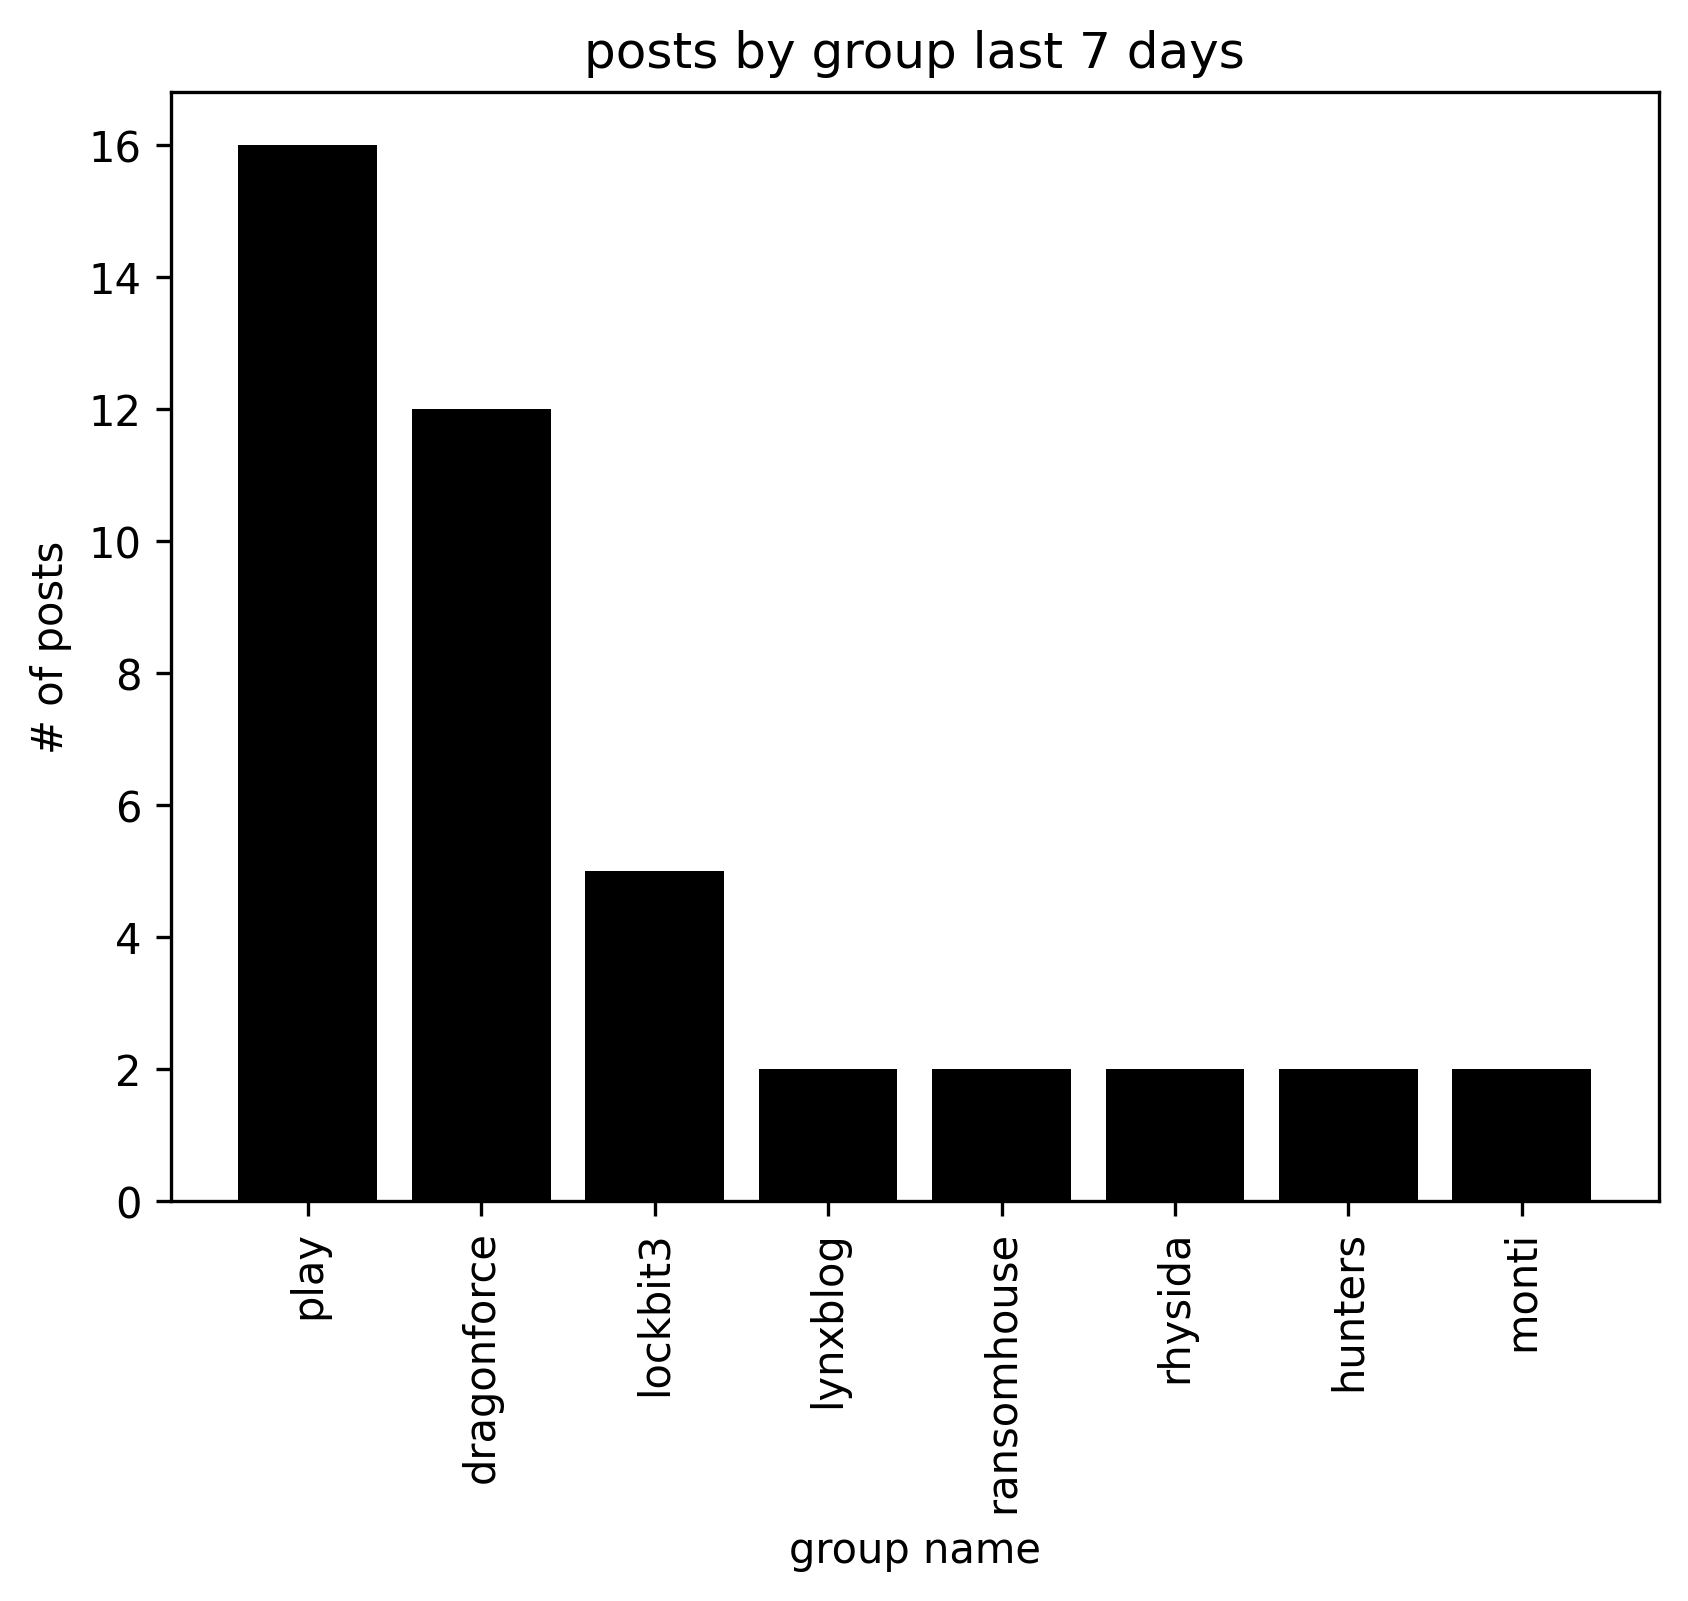 posts by group last 7 days
# of posts
16
14
12
10
8
6
4
2
0
play
dragonforce
lockbit3
lynxblog
ransomhouse
rhysida
hunters
monti
group name